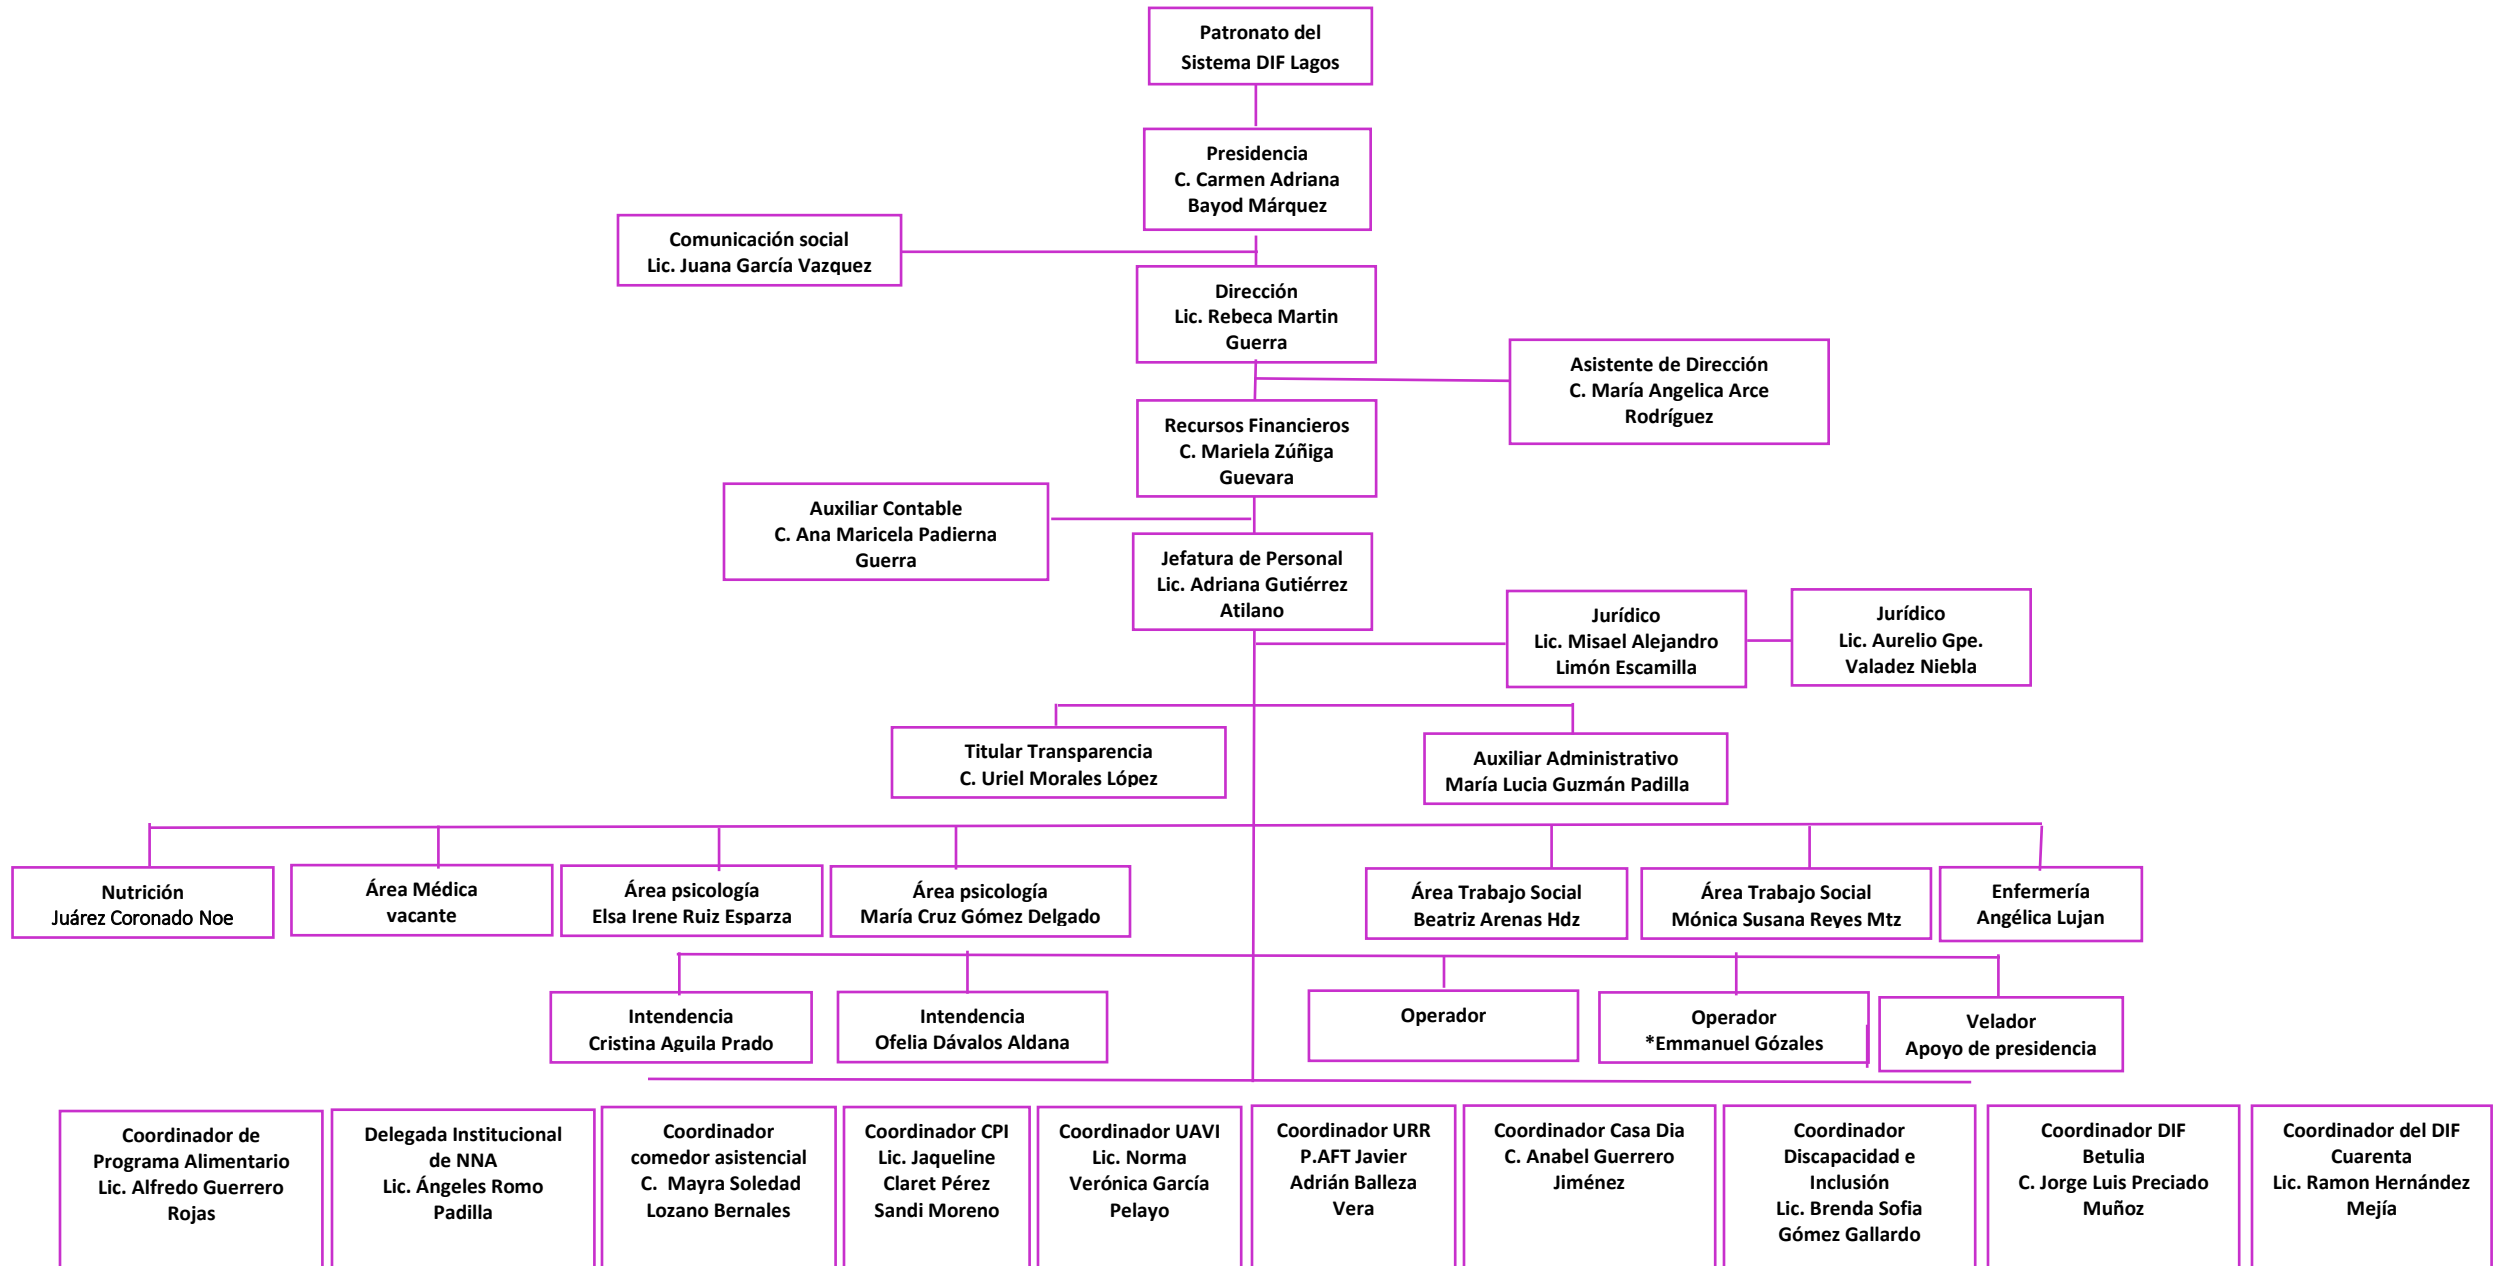 Patronato del
Sistema DIF Lagos
Presidencia
C. Carmen Adriana
Bayod Márquez
Comunicación social
Lic. Juana García Vazquez
Dirección
Lic. Rebeca Martin
Guerra
Asistente de Dirección
C. María Angelica Arce
Rodríguez
Recursos Financieros
C. Mariela Zúñiga
Guevara
Auxiliar Contable
C. Ana Maricela Padierna
Guerra
Jefatura de Personal
Lic. Adriana Gutiérrez
Atilano
Jurídico
Lic. Misael Alejandro
Limón Escamilla
Jurídico
Lic. Aurelio Gpe.
Valadez Niebla
Titular Transparencia
C. Uriel Morales López
Auxiliar Administrativo
María Lucia Guzmán Padilla
Nutrición
Juárez Coronado Noe
Área Médica
vacante
Área psicología
Elsa Irene Ruiz Esparza
Área psicología
María Cruz Gómez Delgado
Área Trabajo Social
Beatriz Arenas Hdz
Área Trabajo Social
Mónica Susana Reyes Mtz
Enfermería
Angélica Lujan
Intendencia
Cristina Aguila Prado
Intendencia
Ofelia Dávalos Aldana
Operador
Operador
*Emmanuel Gózales
Velador
Apoyo de presidencia
Coordinador de
Programa Alimentario
Lic. Alfredo Guerrero
Rojas
Delegada Institucional
de NNA
Lic. Ángeles Romo
Padilla
Coordinador
comedor asistencial
C. Mayra Soledad
Lozano Bernales
Coordinador CPI
Lic. Jaqueline
Claret Pérez
Sandi Moreno
Coordinador UAVI
Lic. Norma
Verónica García
Pelayo
Coordinador URR
P.AFT Javier
Adrián Balleza
Vera
Coordinador Casa Dia
C. Anabel Guerrero
Jiménez
Coordinador
Discapacidad e
Inclusión
Lic. Brenda Sofia
Gómez Gallardo
Coordinador DIF
Betulia
C. Jorge Luis Preciado
Muñoz
Coordinador del DIF
Cuarenta
Lic. Ramon Hernández
Mejía